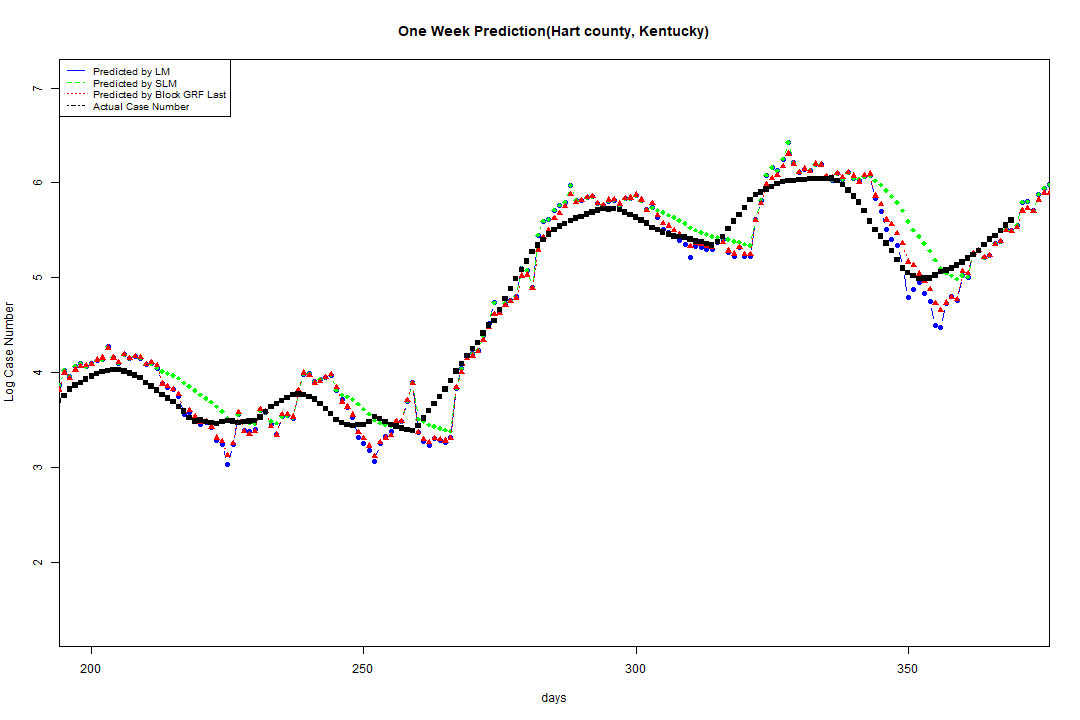 One Week Prediction(Hart county, Kentucky)
Predicted by LM
Predicted by SLM
Predicted by Block GRF Last
Actual Case Number
7
6
5
4
3
2
Log Case Number
200
250
300
350
days